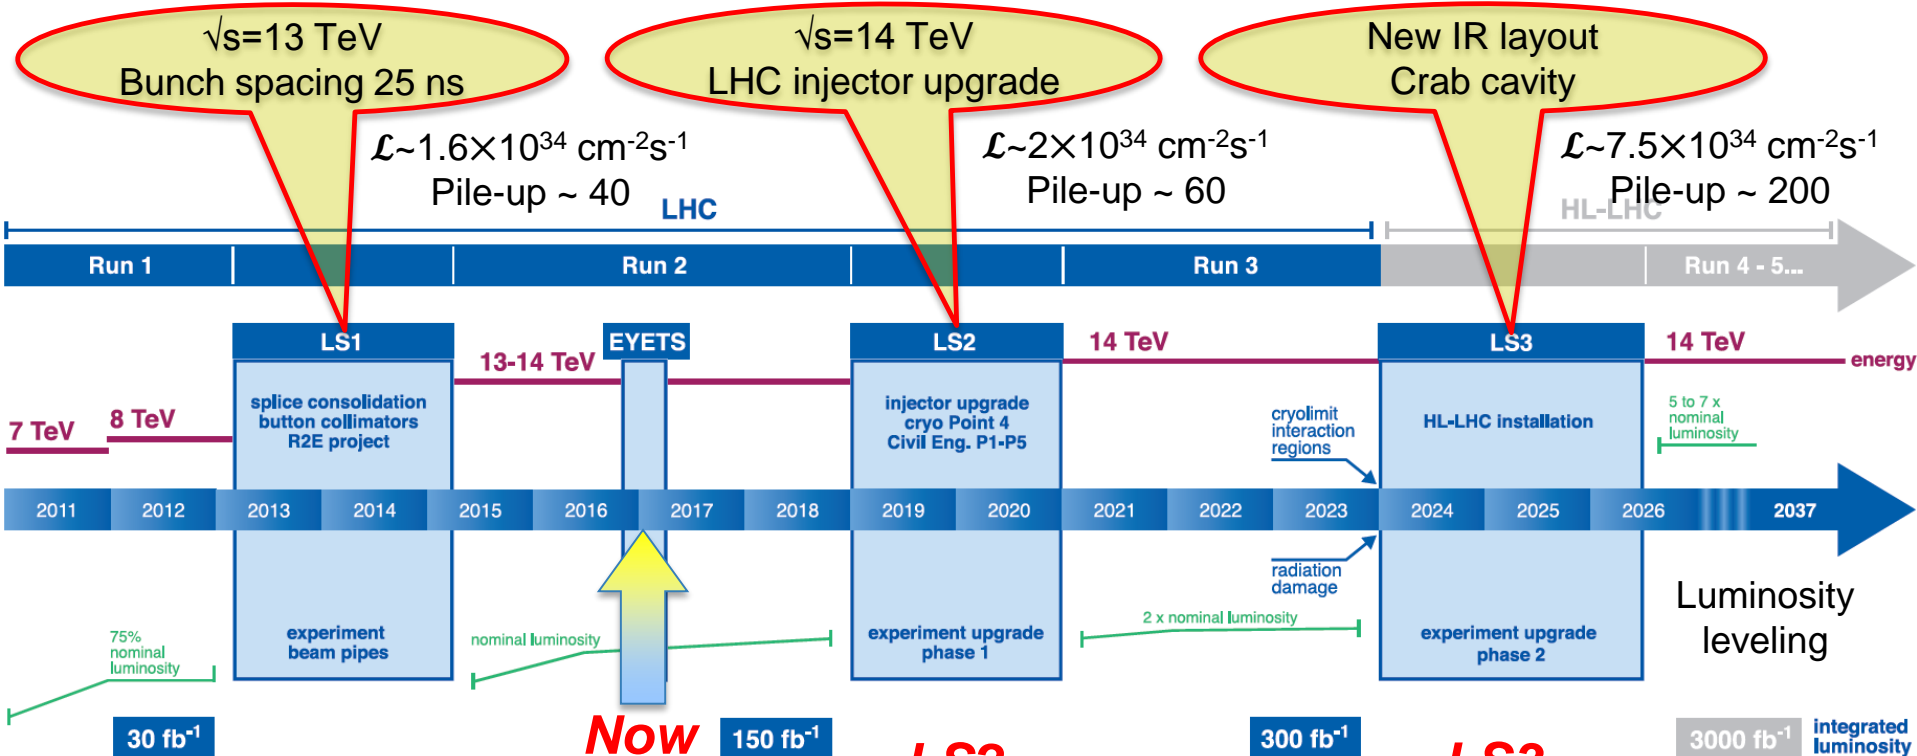 √s=13 TeV
Bunch spacing 25 ns
√s=14 TeV
LHC injector upgrade
New IR layout
Crab cavity
ℒ~1.6×10³⁴ cm⁻²s⁻¹
Pile-up ~ 40
ℒ~2×10³⁴ cm⁻²s⁻¹
Pile-up ~ 60
ℒ~7.5×10³⁴ cm⁻²s⁻¹
Pile-up ~ 200
LHC
HL-LHC
Run 1
Run 2
Run 3
Run 4 - 5...
LS1
EYETS
LS2
LS3
7 TeV
8 TeV
13-14 TeV
14 TeV
14 TeV
energy
splice consolidation
button collimators
R2E project
injector upgrade
cryo Point 4
Civil Eng. P1-P5
cryolimit
interaction
regions
HL-LHC installation
5 to 7 x
nominal
luminosity
2011
2012
2013
2014
2015
2016
2017
2018
2019
2020
2021
2022
2023
2024
2025
2026
2037
radiation
damage
75%
nominal
luminosity
experiment
beam pipes
nominal luminosity
experiment upgrade
phase 1
2 x nominal luminosity
experiment upgrade
phase 2
Luminosity
leveling
30 fb⁻¹
Now
150 fb⁻¹
LS2
300 fb⁻¹
LS3
3000 fb⁻¹
integrated
luminosity